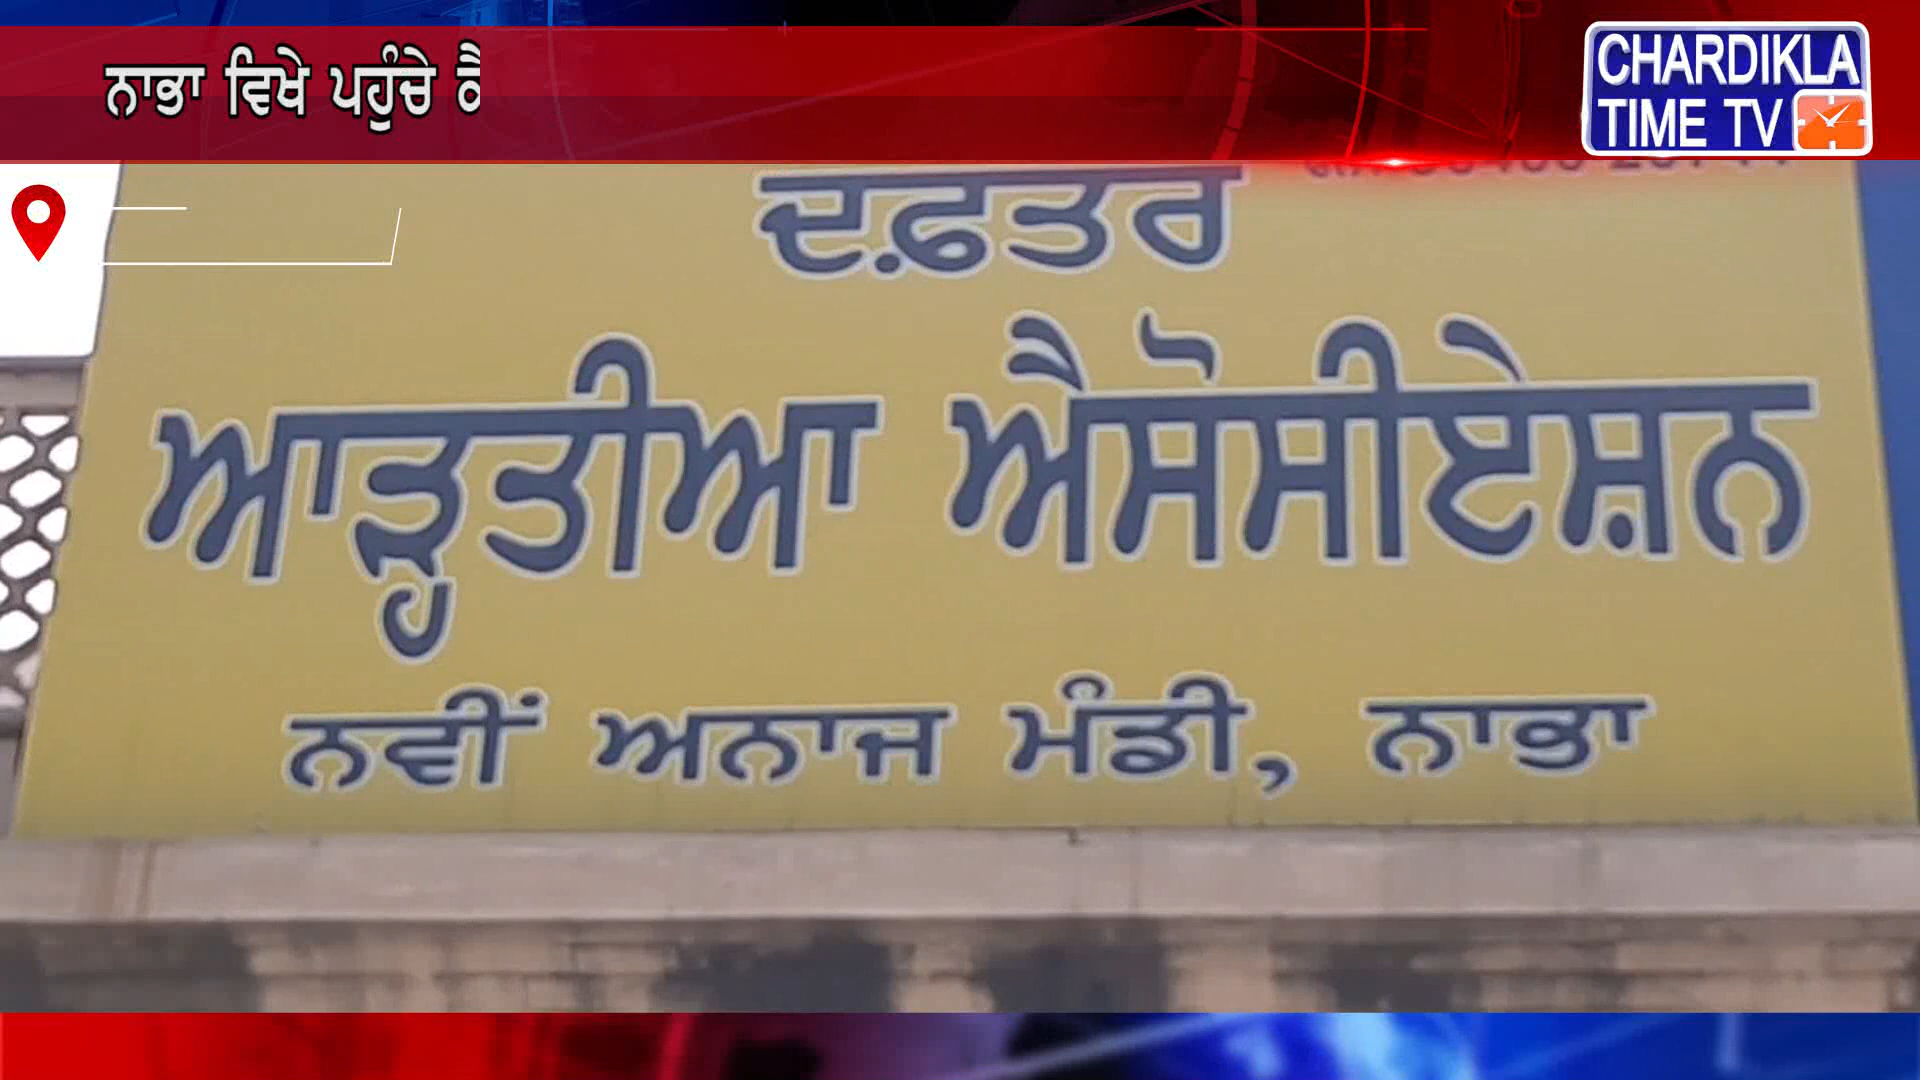 ਨਾਭਾ ਵਿਖੇ ਪਹੁੰਚੇ
CHARDIKLA
TIME TV
ਦਫ਼ਤਰ
ਆੜ੍ਹਤੀਆ ਐਸੋਸੀਏਸ਼ਨ
ਨਵੀਂ ਅਨਾਜ ਮੰਡੀ, ਨਾਭਾ